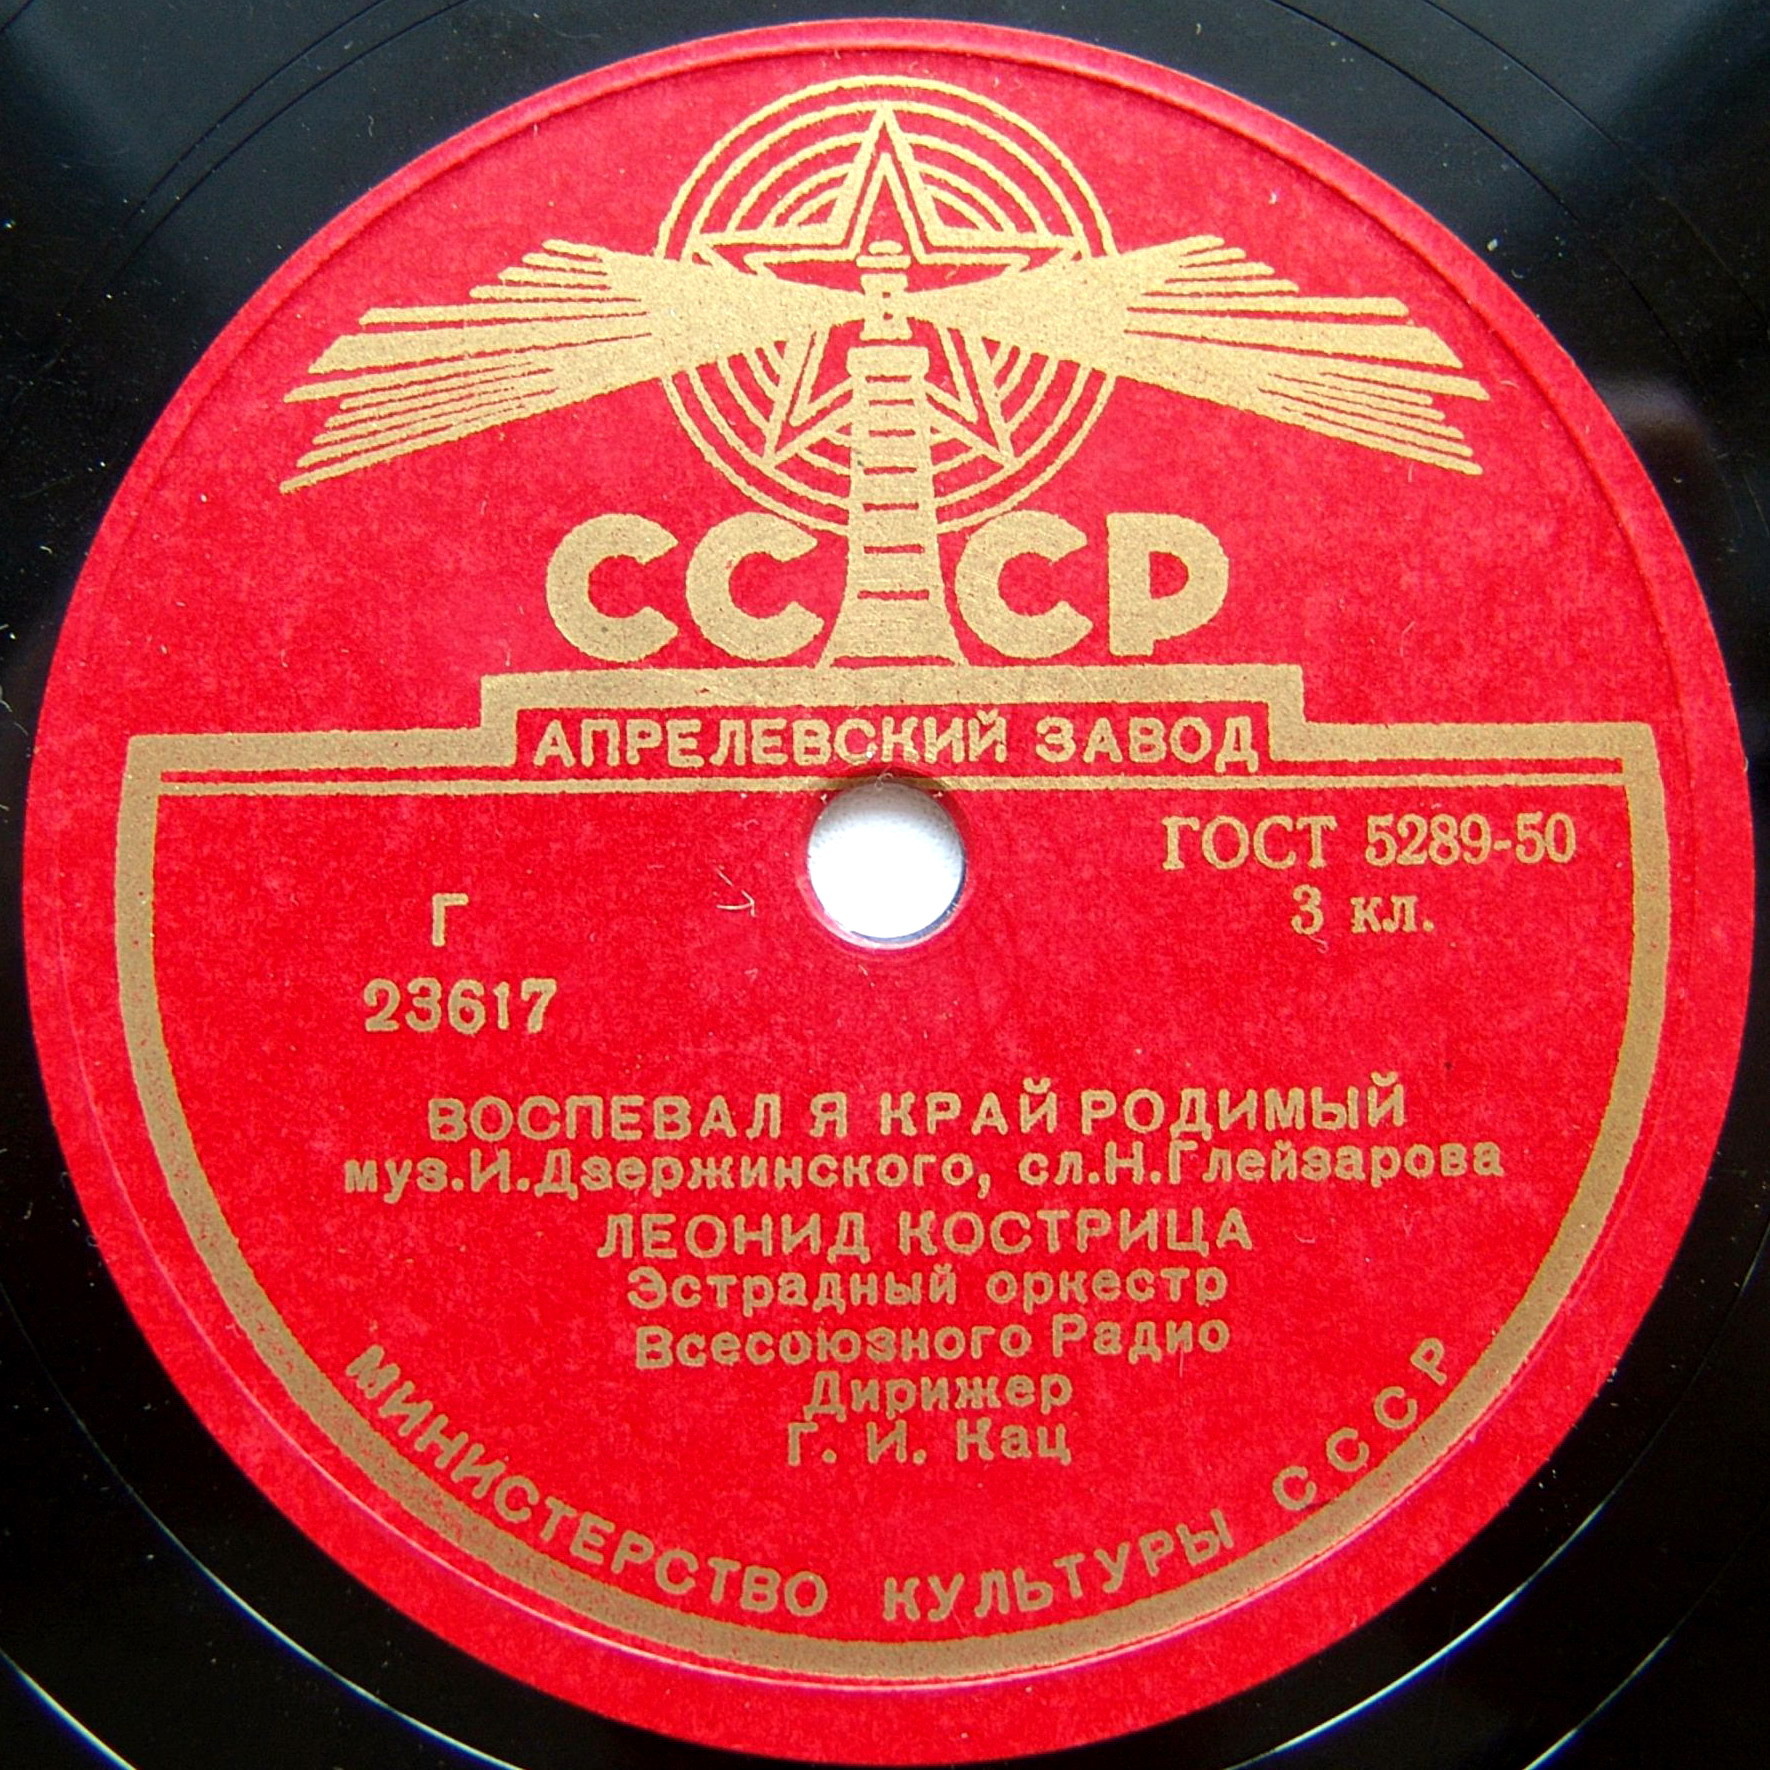 СССР
АПРЕЛЕВСКИЙ ЗАВОД
ГОСТ 5289-50
3 кл.
Г
23617
ВОСПЕВАЛ Я КРАЙ РОДИМЫЙ
муз.И.Дзержинского, сл.Н.Глейзарова
ЛЕОНИД КОСТРИЦА
Эстрадный оркестр
Всесоюзного Радио
Дирижер
Г. И. Кац
МИНИСТЕРСТВО КУЛЬТУРЫ СССР